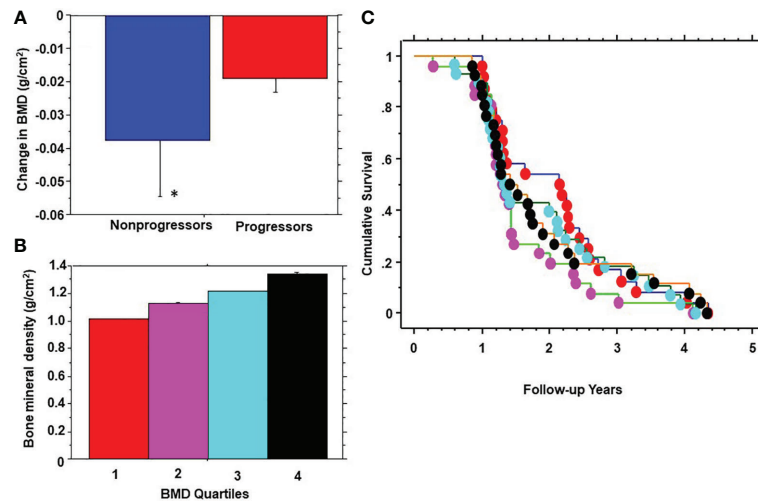 A
Change in BMD (g/cm²)
0
-0.01
-0.02
-0.03
-0.04
-0.05
-0.06
*
Nonprogressors
Progressors
B
Bone mineral density (g/cm²)
1.4
1.2
1.0
0.8
0.6
0.4
0.2
0
1 2 3 4
BMD Quartiles
C
Cumulative Survival
1
.8
.6
.4
.2
0
0 1 2 3 4 5
Follow-up Years